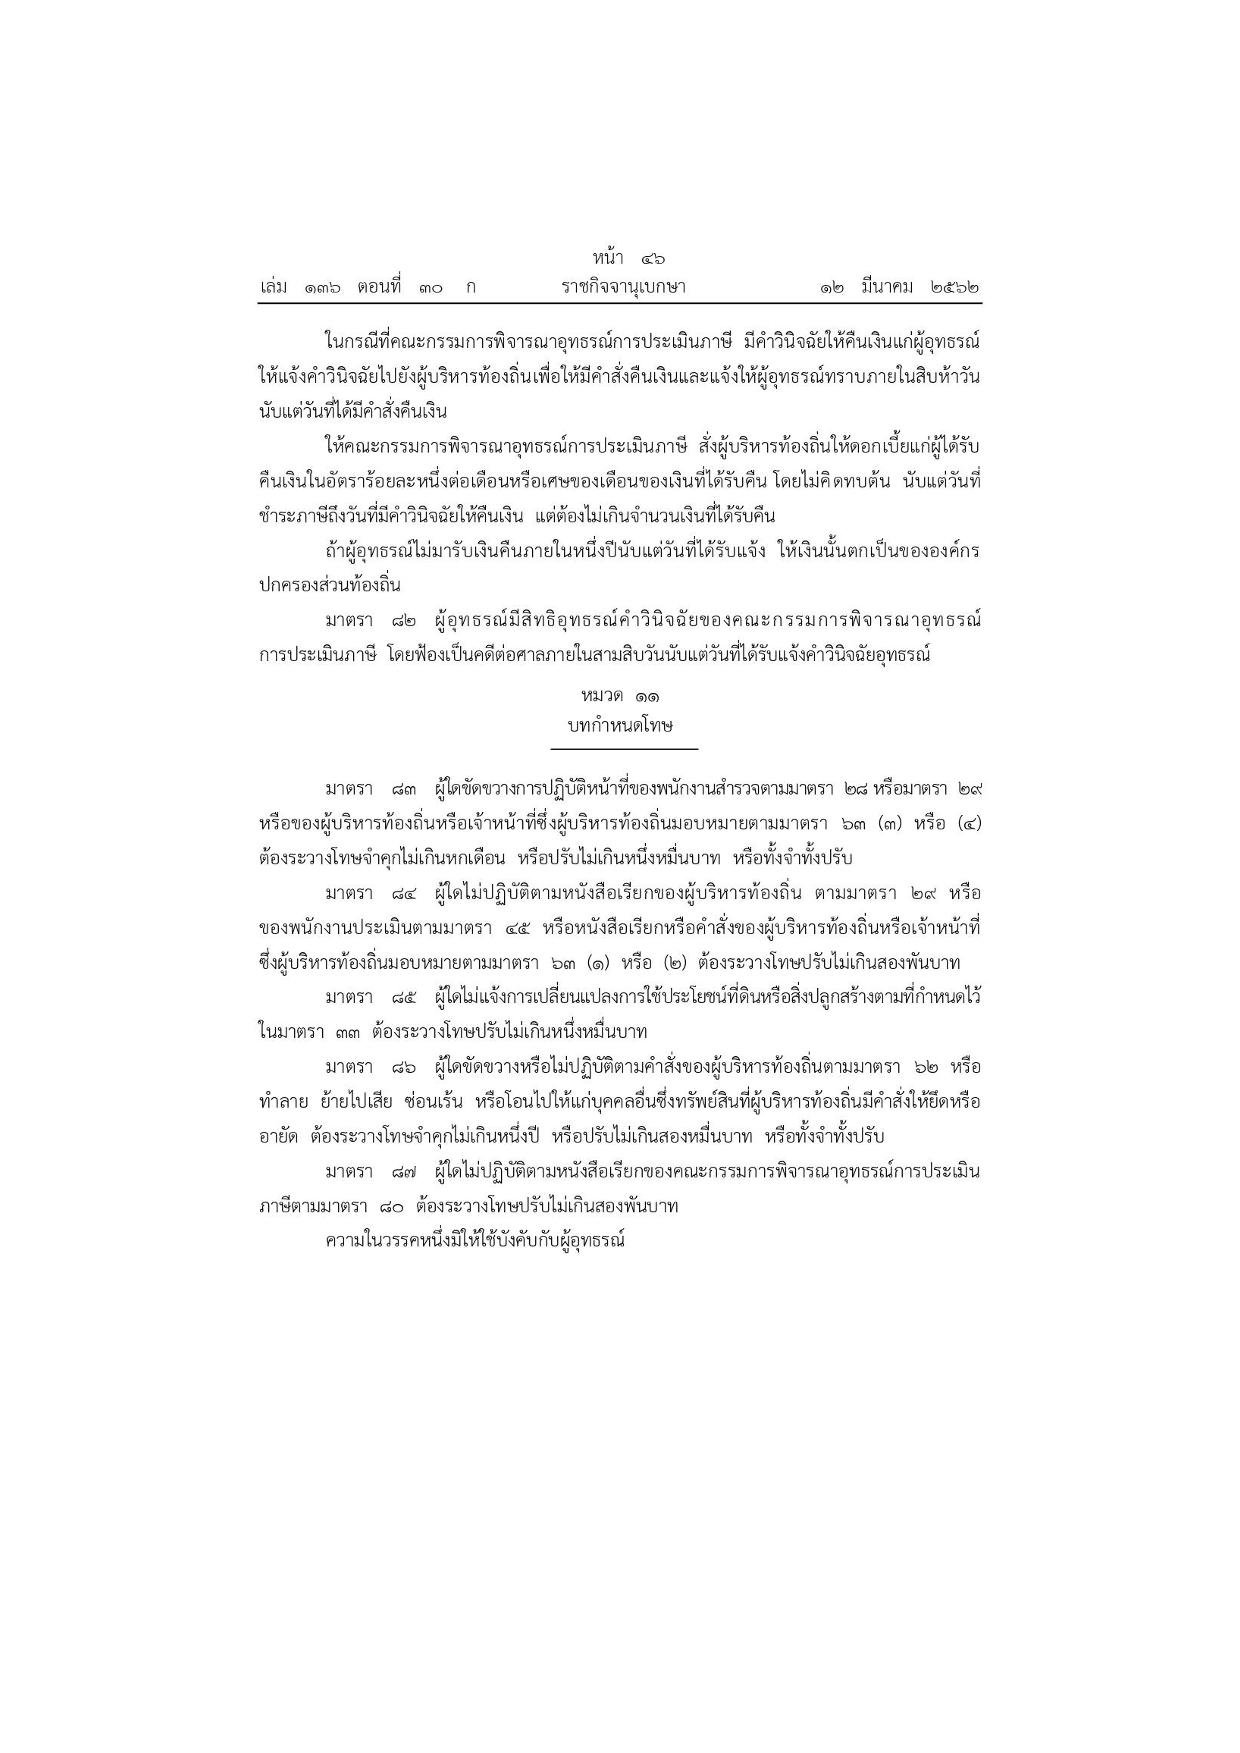 หน้า ๔๖
เล่ม ๑๓๖ ตอนที่ ๓๐ ก ราชกิจจานุเบกษา ๑๒ มีนาคม ๒๕๖๒
ในกรณีที่คณะกรรมการพิจารณาอุทธรณ์การประเมินภาษี มีคำวินิจฉัยให้คืนเงินแก่ผู้อุทธรณ์
ให้แจ้งคำวินิจฉัยไปยังผู้บริหารท้องถิ่นเพื่อให้มีคำสั่งคืนเงินและแจ้งให้ผู้อุทธรณ์ทราบภายในสิบห้าวัน
นับแต่วันที่ได้มีคำสั่งคืนเงิน
ให้คณะกรรมการพิจารณาอุทธรณ์การประเมินภาษี สั่งผู้บริหารท้องถิ่นให้ดอกเบี้ยแก่ผู้ได้รับ
คืนเงินในอัตราร้อยละหนึ่งต่อเดือนหรือเศษของเดือนของเงินที่ได้รับคืน โดยไม่คิดทบต้น นับแต่วันที่
ชำระภาษีถึงวันที่มีคำวินิจฉัยให้คืนเงิน แต่ต้องไม่เกินจำนวนเงินที่ได้รับคืน
ถ้าผู้อุทธรณ์ไม่มารับเงินคืนภายในหนึ่งปีนับแต่วันที่ได้รับแจ้ง ให้เงินนั้นตกเป็นขององค์กร
ปกครองส่วนท้องถิ่น
มาตรา ๘๒ ผู้อุทธรณ์มีสิทธิอุทธรณ์คำวินิจฉัยของคณะกรรมการพิจารณาอุทธรณ์
การประเมินภาษี โดยฟ้องเป็นคดีต่อศาลภายในสามสิบวันนับแต่วันที่ได้รับแจ้งคำวินิจฉัยอุทธรณ์
หมวด ๑๑
บทกำหนดโทษ
มาตรา ๘๓ ผู้ใดขัดขวางการปฏิบัติหน้าที่ของพนักงานสำรวจตามมาตรา ๒๘ หรือมาตรา ๒๙
หรือของผู้บริหารท้องถิ่นหรือเจ้าหน้าที่ซึ่งผู้บริหารท้องถิ่นมอบหมายตามมาตรา ๖๓ (๓) หรือ (๔)
ต้องระวางโทษจำคุกไม่เกินหกเดือน หรือปรับไม่เกินหนึ่งหมื่นบาท หรือทั้งจำทั้งปรับ
มาตรา ๘๔ ผู้ใดไม่ปฏิบัติตามหนังสือเรียกของผู้บริหารท้องถิ่น ตามมาตรา ๒๙ หรือ
ของพนักงานประเมินตามมาตรา ๔๕ หรือหนังสือเรียกหรือคำสั่งของผู้บริหารท้องถิ่นหรือเจ้าหน้าที่
ซึ่งผู้บริหารท้องถิ่นมอบหมายตามมาตรา ๖๓ (๑) หรือ (๒) ต้องระวางโทษปรับไม่เกินสองพันบาท
มาตรา ๘๕ ผู้ใดไม่แจ้งการเปลี่ยนแปลงการใช้ประโยชน์ที่ดินหรือสิ่งปลูกสร้างตามที่กำหนดไว้
ในมาตรา ๓๓ ต้องระวางโทษปรับไม่เกินหนึ่งหมื่นบาท
มาตรา ๘๖ ผู้ใดขัดขวางหรือไม่ปฏิบัติตามคำสั่งของผู้บริหารท้องถิ่นตามมาตรา ๖๒ หรือ
ทำลาย ย้ายไปเสีย ซ่อนเร้น หรือโอนไปให้แก่บุคคลอื่นซึ่งทรัพย์สินที่ผู้บริหารท้องถิ่นมีคำสั่งให้ยึดหรือ
อายัด ต้องระวางโทษจำคุกไม่เกินหนึ่งปี หรือปรับไม่เกินสองหมื่นบาท หรือทั้งจำทั้งปรับ
มาตรา ๘๗ ผู้ใดไม่ปฏิบัติตามหนังสือเรียกของคณะกรรมการพิจารณาอุทธรณ์การประเมิน
ภาษีตามมาตรา ๘๐ ต้องระวางโทษปรับไม่เกินสองพันบาท
ความในวรรคหนึ่งมิให้ใช้บังคับกับผู้อุทธรณ์